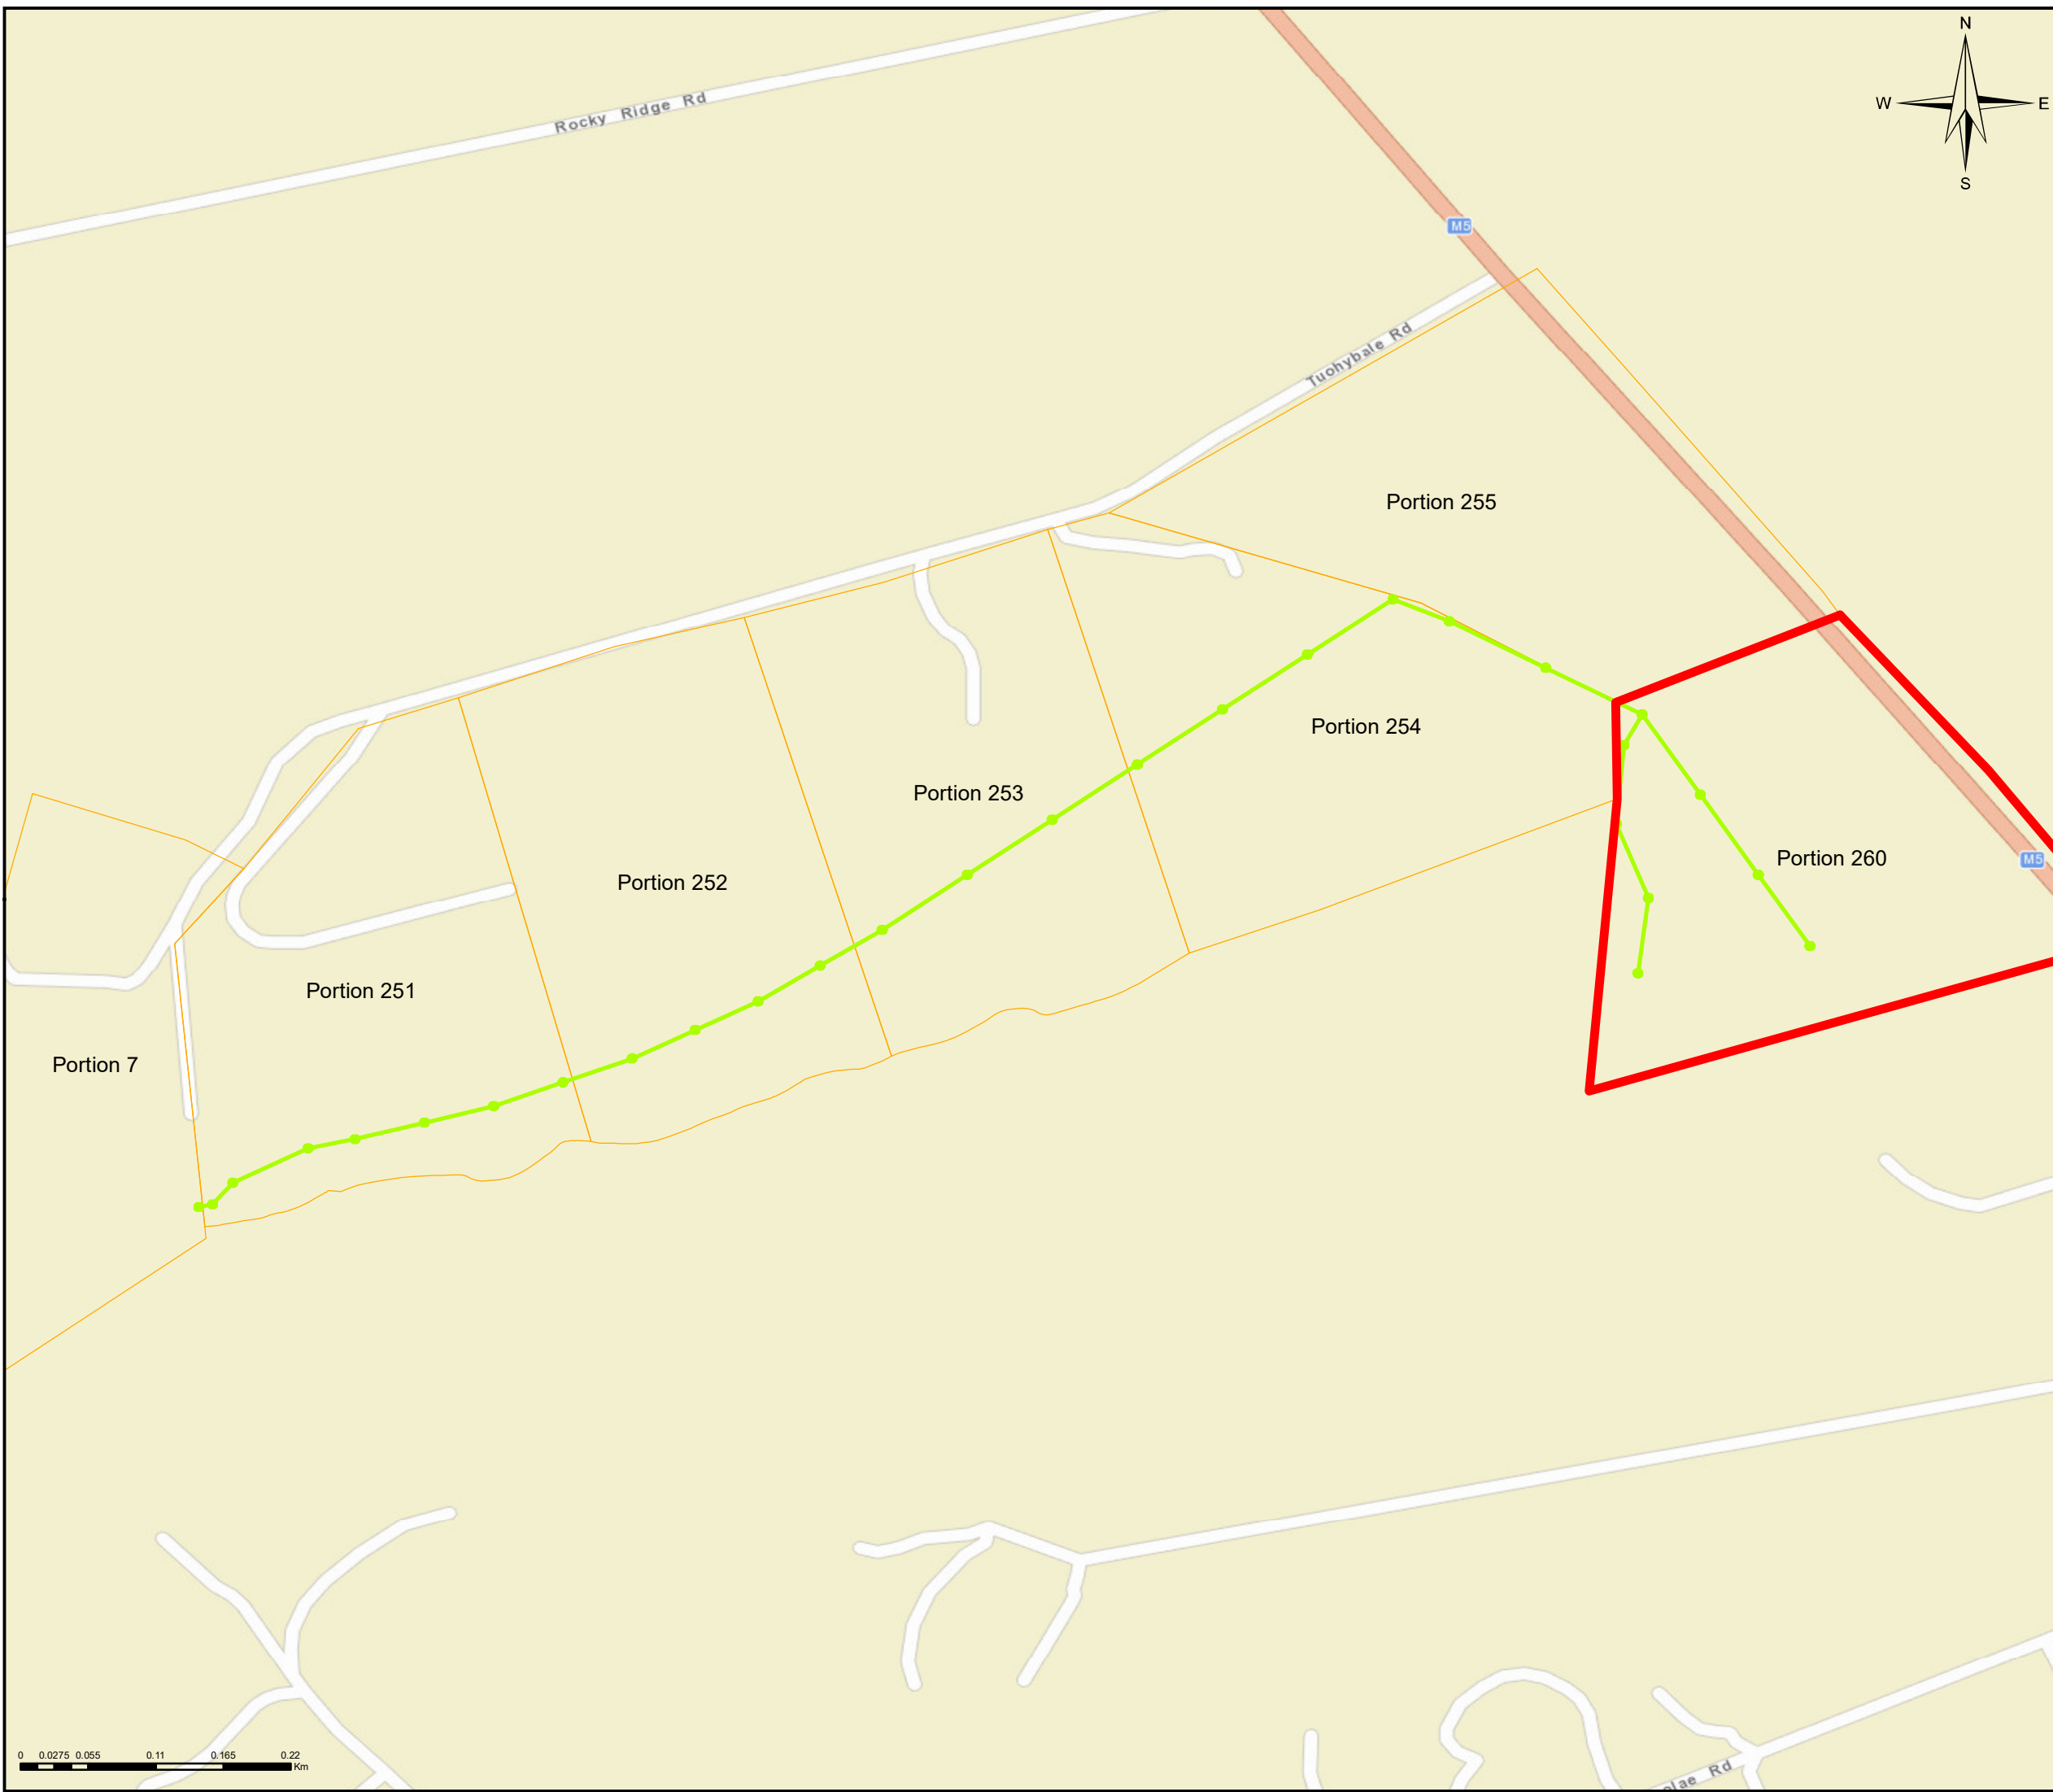 N
W E
S
Rocky Ridge Rd
M5
Tuohybale Rd
Portion 255
Portion 254
Portion 253
Portion 260
M5
Portion 252
Portion 251
Portion 7
0 0.0275 0.055 0.11 0.165 0.22
Km
Rd